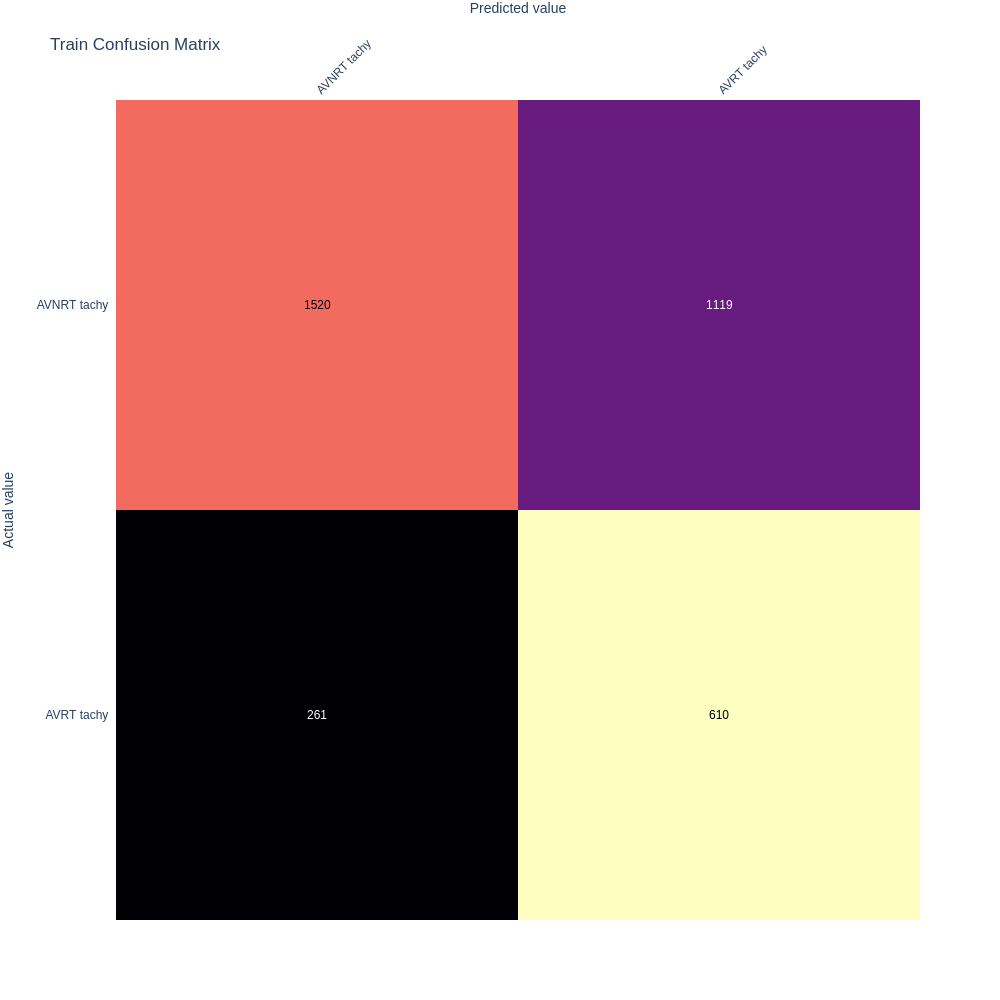 Predicted value
Train Confusion Matrix
AVNRT tachy
AVRT tachy
AVNRT tachy
1520
1119
Actual value
AVRT tachy
261
610